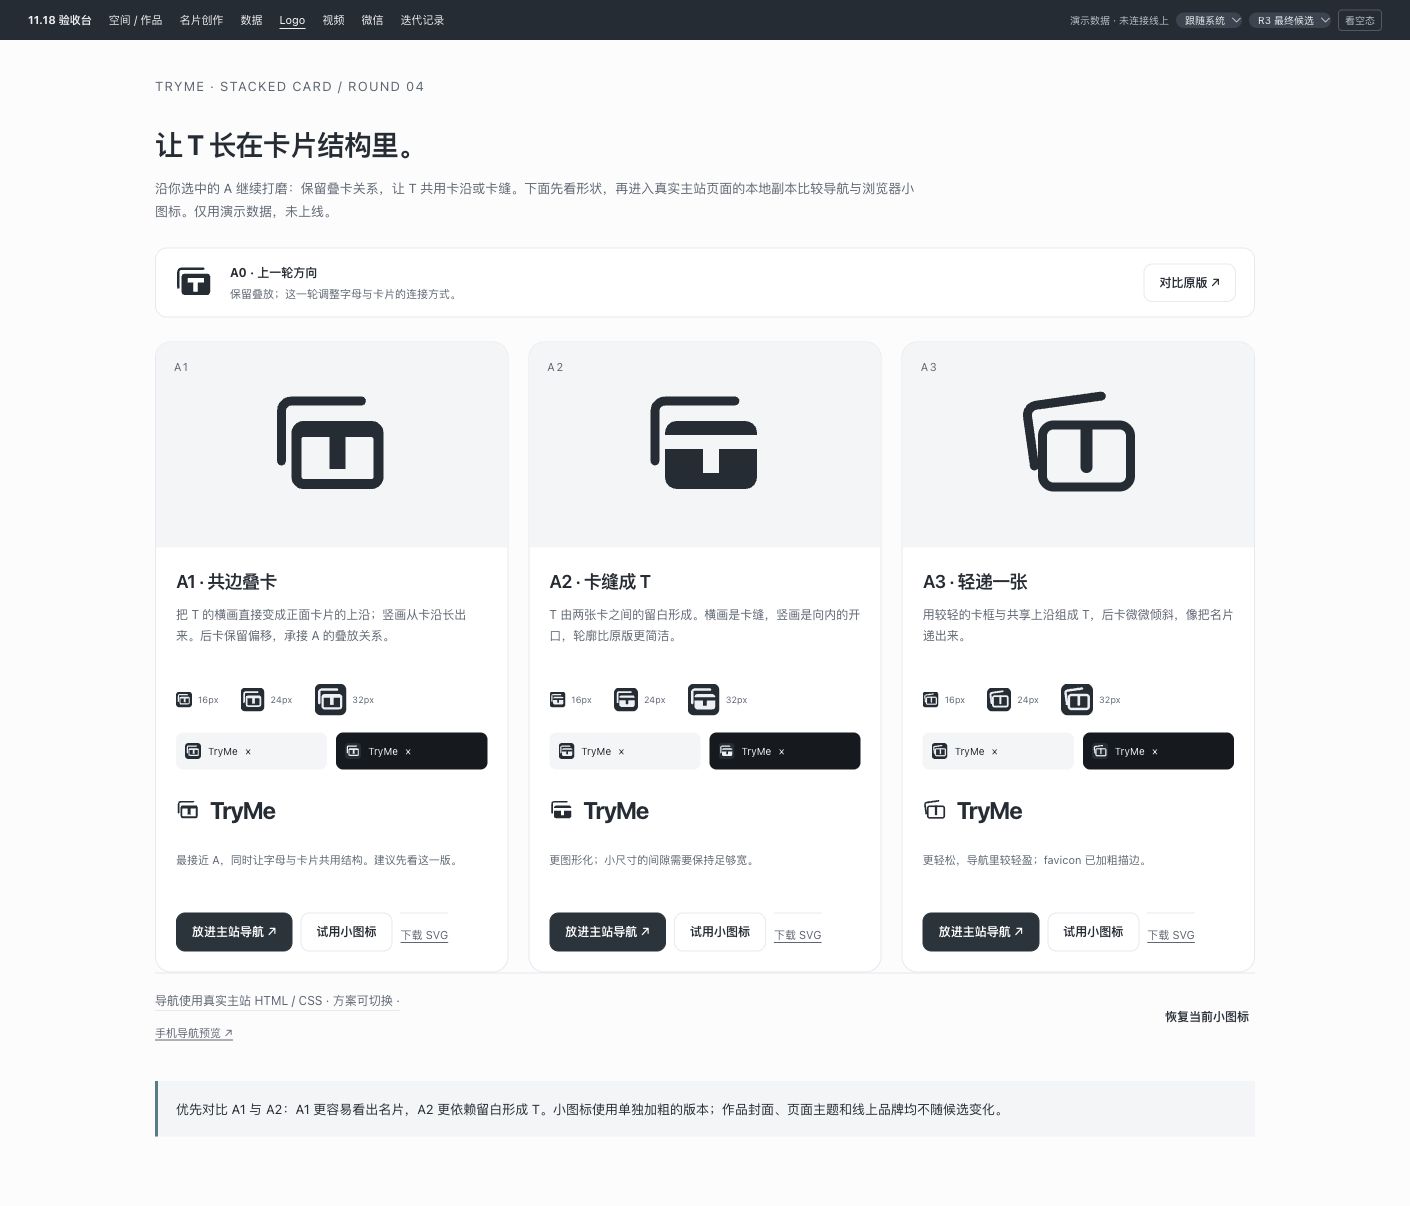 11.18 验收台 空间 / 作品 名片创作 数据 Logo 视频 微信 迭代记录 演示数据 · 未连接线上 跟随系统 R3 最终候选 看空态
TRYME · STACKED CARD / ROUND 04
让 T 长在卡片结构里。
沿你选中的 A 继续打磨：保留叠卡关系，让 T 共用卡沿或卡缝。下面先看形状，再进入真实主站页面的本地副本比较导航与浏览器小
图标。仅用演示数据，未上线。
A0 · 上一轮方向
保留叠放；这一轮调整字母与卡片的连接方式。
对比原版 ↗
A1
A1 · 共边叠卡
把 T 的横画直接变成正面卡片的上沿；竖画从卡沿长出
来。后卡保留偏移，承接 A 的叠放关系。
16px 24px 32px
TryMe × TryMe ×
TryMe
最接近 A，同时让字母与卡片共用结构。建议先看这一版。
放进主站导航 ↗ 试用小图标 下载 SVG
A2
A2 · 卡缝成 T
T 由两张卡之间的留白形成。横画是卡缝，竖画是向内的开
口，轮廓比原版更简洁。
16px 24px 32px
TryMe × TryMe ×
TryMe
更图形化；小尺寸的间隙需要保持足够宽。
放进主站导航 ↗ 试用小图标 下载 SVG
A3
A3 · 轻递一张
用较轻的卡框与共享上沿组成 T，后卡微微倾斜，像把名片
递出来。
16px 24px 32px
TryMe × TryMe ×
TryMe
更轻松，导航里较轻盈；favicon 已加粗描边。
放进主站导航 ↗ 试用小图标 下载 SVG
导航使用真实主站 HTML / CSS · 方案可切换 ·
手机导航预览 ↗
恢复当前小图标
优先对比 A1 与 A2：A1 更容易看出名片，A2 更依赖留白形成 T。小图标使用单独加粗的版本；作品封面、页面主题和线上品牌均不随候选变化。